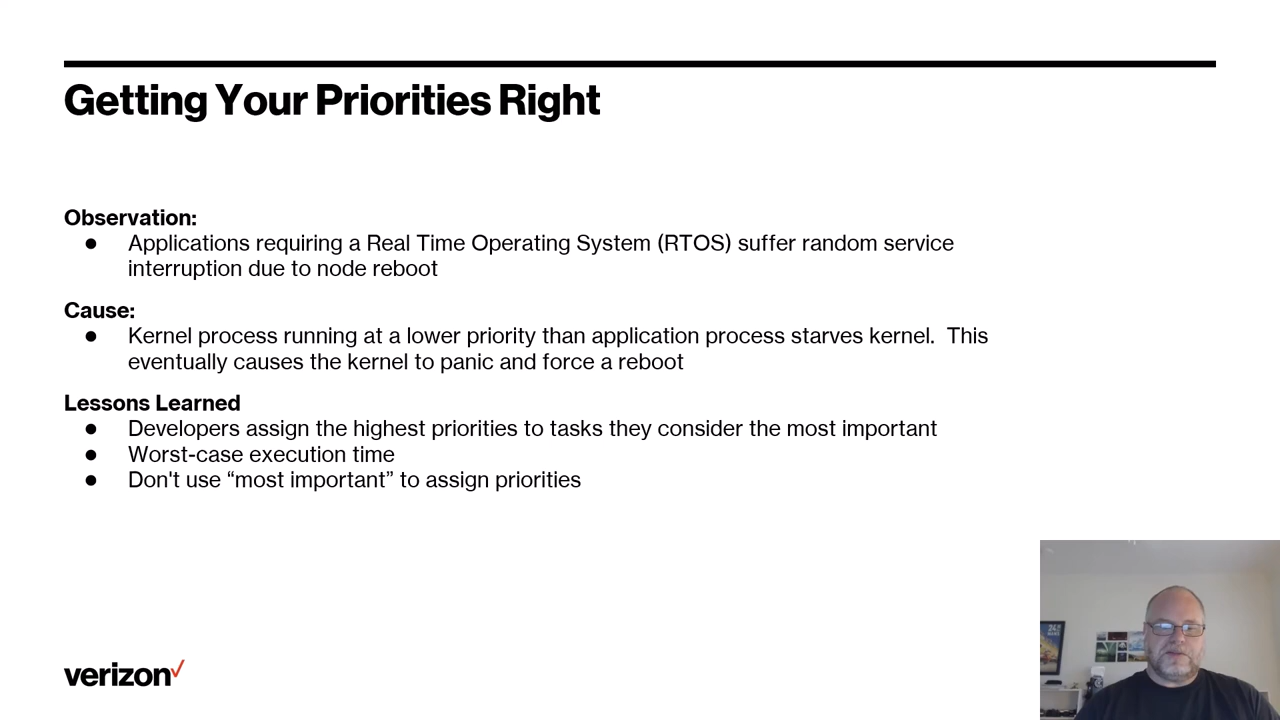 Getting Your Priorities Right
Observation:
● Applications requiring a Real Time Operating System (RTOS) suffer random service
interruption due to node reboot
Cause:
● Kernel process running at a lower priority than application process starves kernel.  This
eventually causes the kernel to panic and force a reboot
Lessons Learned
● Developers assign the highest priorities to tasks they consider the most important
● Worst-case execution time
● Don't use “most important” to assign priorities
verizon